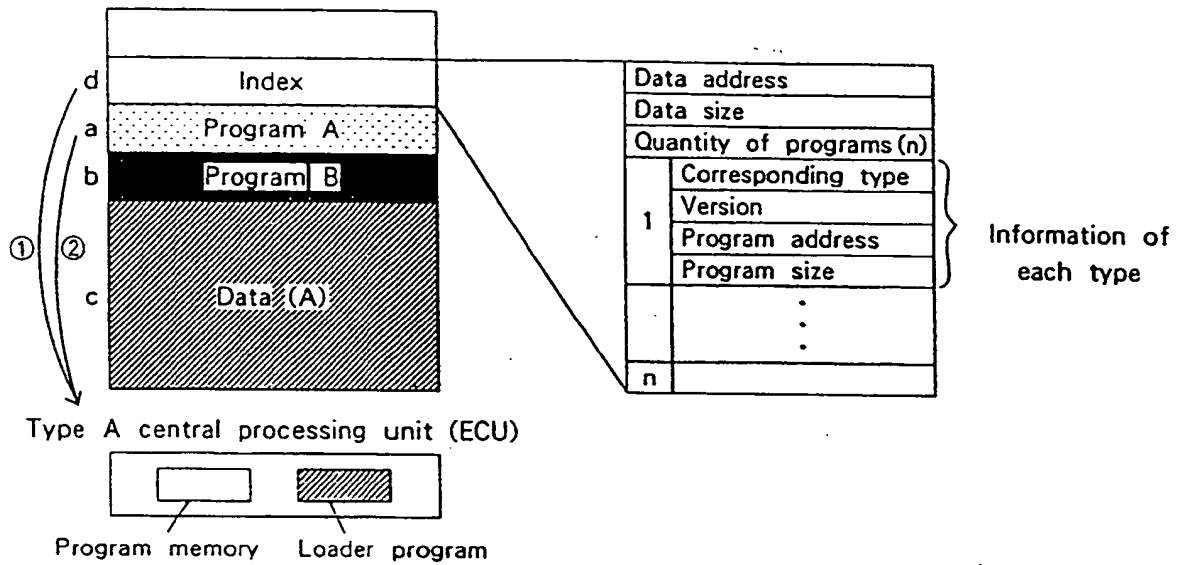 d
Index
a
Program A
b
Program B
① ②
c
Data (A)
Type A central processing unit (ECU)
Program memory
Loader program
Data address
Data size
Quantity of programs (n)
1
Corresponding type
Version
Program address
Program size
n
Information of
each type